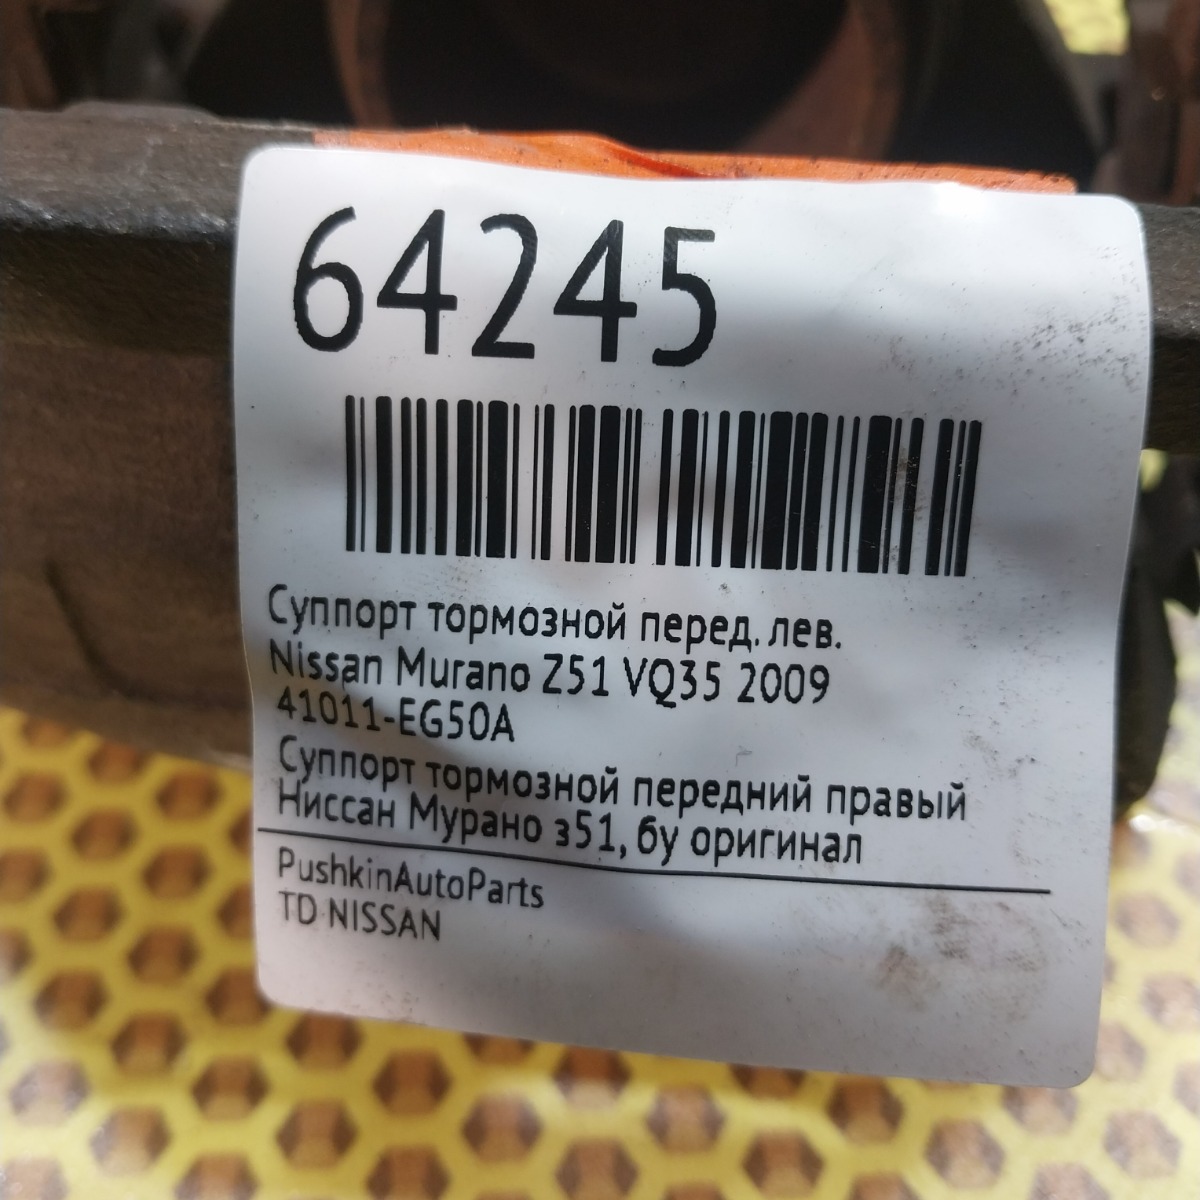 64245
Суппорт тормозной перед. лев.
Nissan Murano Z51 VQ35 2009
41011-EG50A
Суппорт тормозной передний правый
Ниссан Мурано з51, бу оригинал
PushkinAutoParts
TD NISSAN